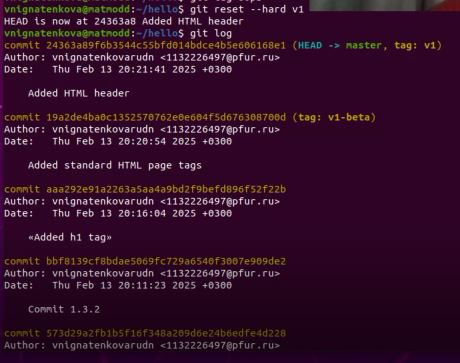 vnignatenkova@matmodd:~/hello$ git reset --hard v1
HEAD is now at 24363a8 Added HTML header
vnignatenkova@matmodd:~/hello$ git log
commit 24363a89f6b3544c55bfd014bdce4b5e606168e1 (HEAD -> master, tag: v1)
Author: vnignatenkovarudn <1132226497@pfur.ru>
Date:   Thu Feb 13 20:21:41 2025 +0300
Added HTML header
commit 19a2de4ba0c1352570762e0e604f5d676308700d (tag: v1-beta)
Author: vnignatenkovarudn <1132226497@pfur.ru>
Date:   Thu Feb 13 20:20:54 2025 +0300
Added standard HTML page tags
commit aaa292e91a2263a5aa4a9bd2f9befd896f52f22b
Author: vnignatenkovarudn <1132226497@pfur.ru>
Date:   Thu Feb 13 20:16:04 2025 +0300
«Added h1 tag»
commit bbf8139cf8bdae5069fc729a6540f3007e909de2
Author: vnignatenkovarudn <1132226497@pfur.ru>
Date:   Thu Feb 13 20:11:23 2025 +0300
Commit 1.3.2
commit 573d29a2fb1b5f16f348a209d6e24b6edfe4d228
Author: vnignatenkovarudn <1132226497@pfur.ru>